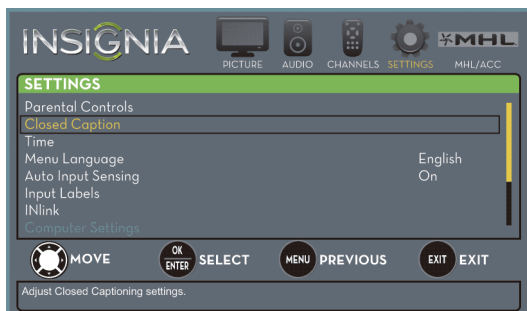 INSIGNIA
MHL
PICTURE AUDIO CHANNELS SETTINGS MHL/ACC
SETTINGS
Parental Controls
Closed Caption
Time
Menu Language English
Auto Input Sensing On
Input Labels
INlink
Computer Settings
MOVE OK ENTER SELECT MENU PREVIOUS EXIT EXIT
Adjust Closed Captioning settings.